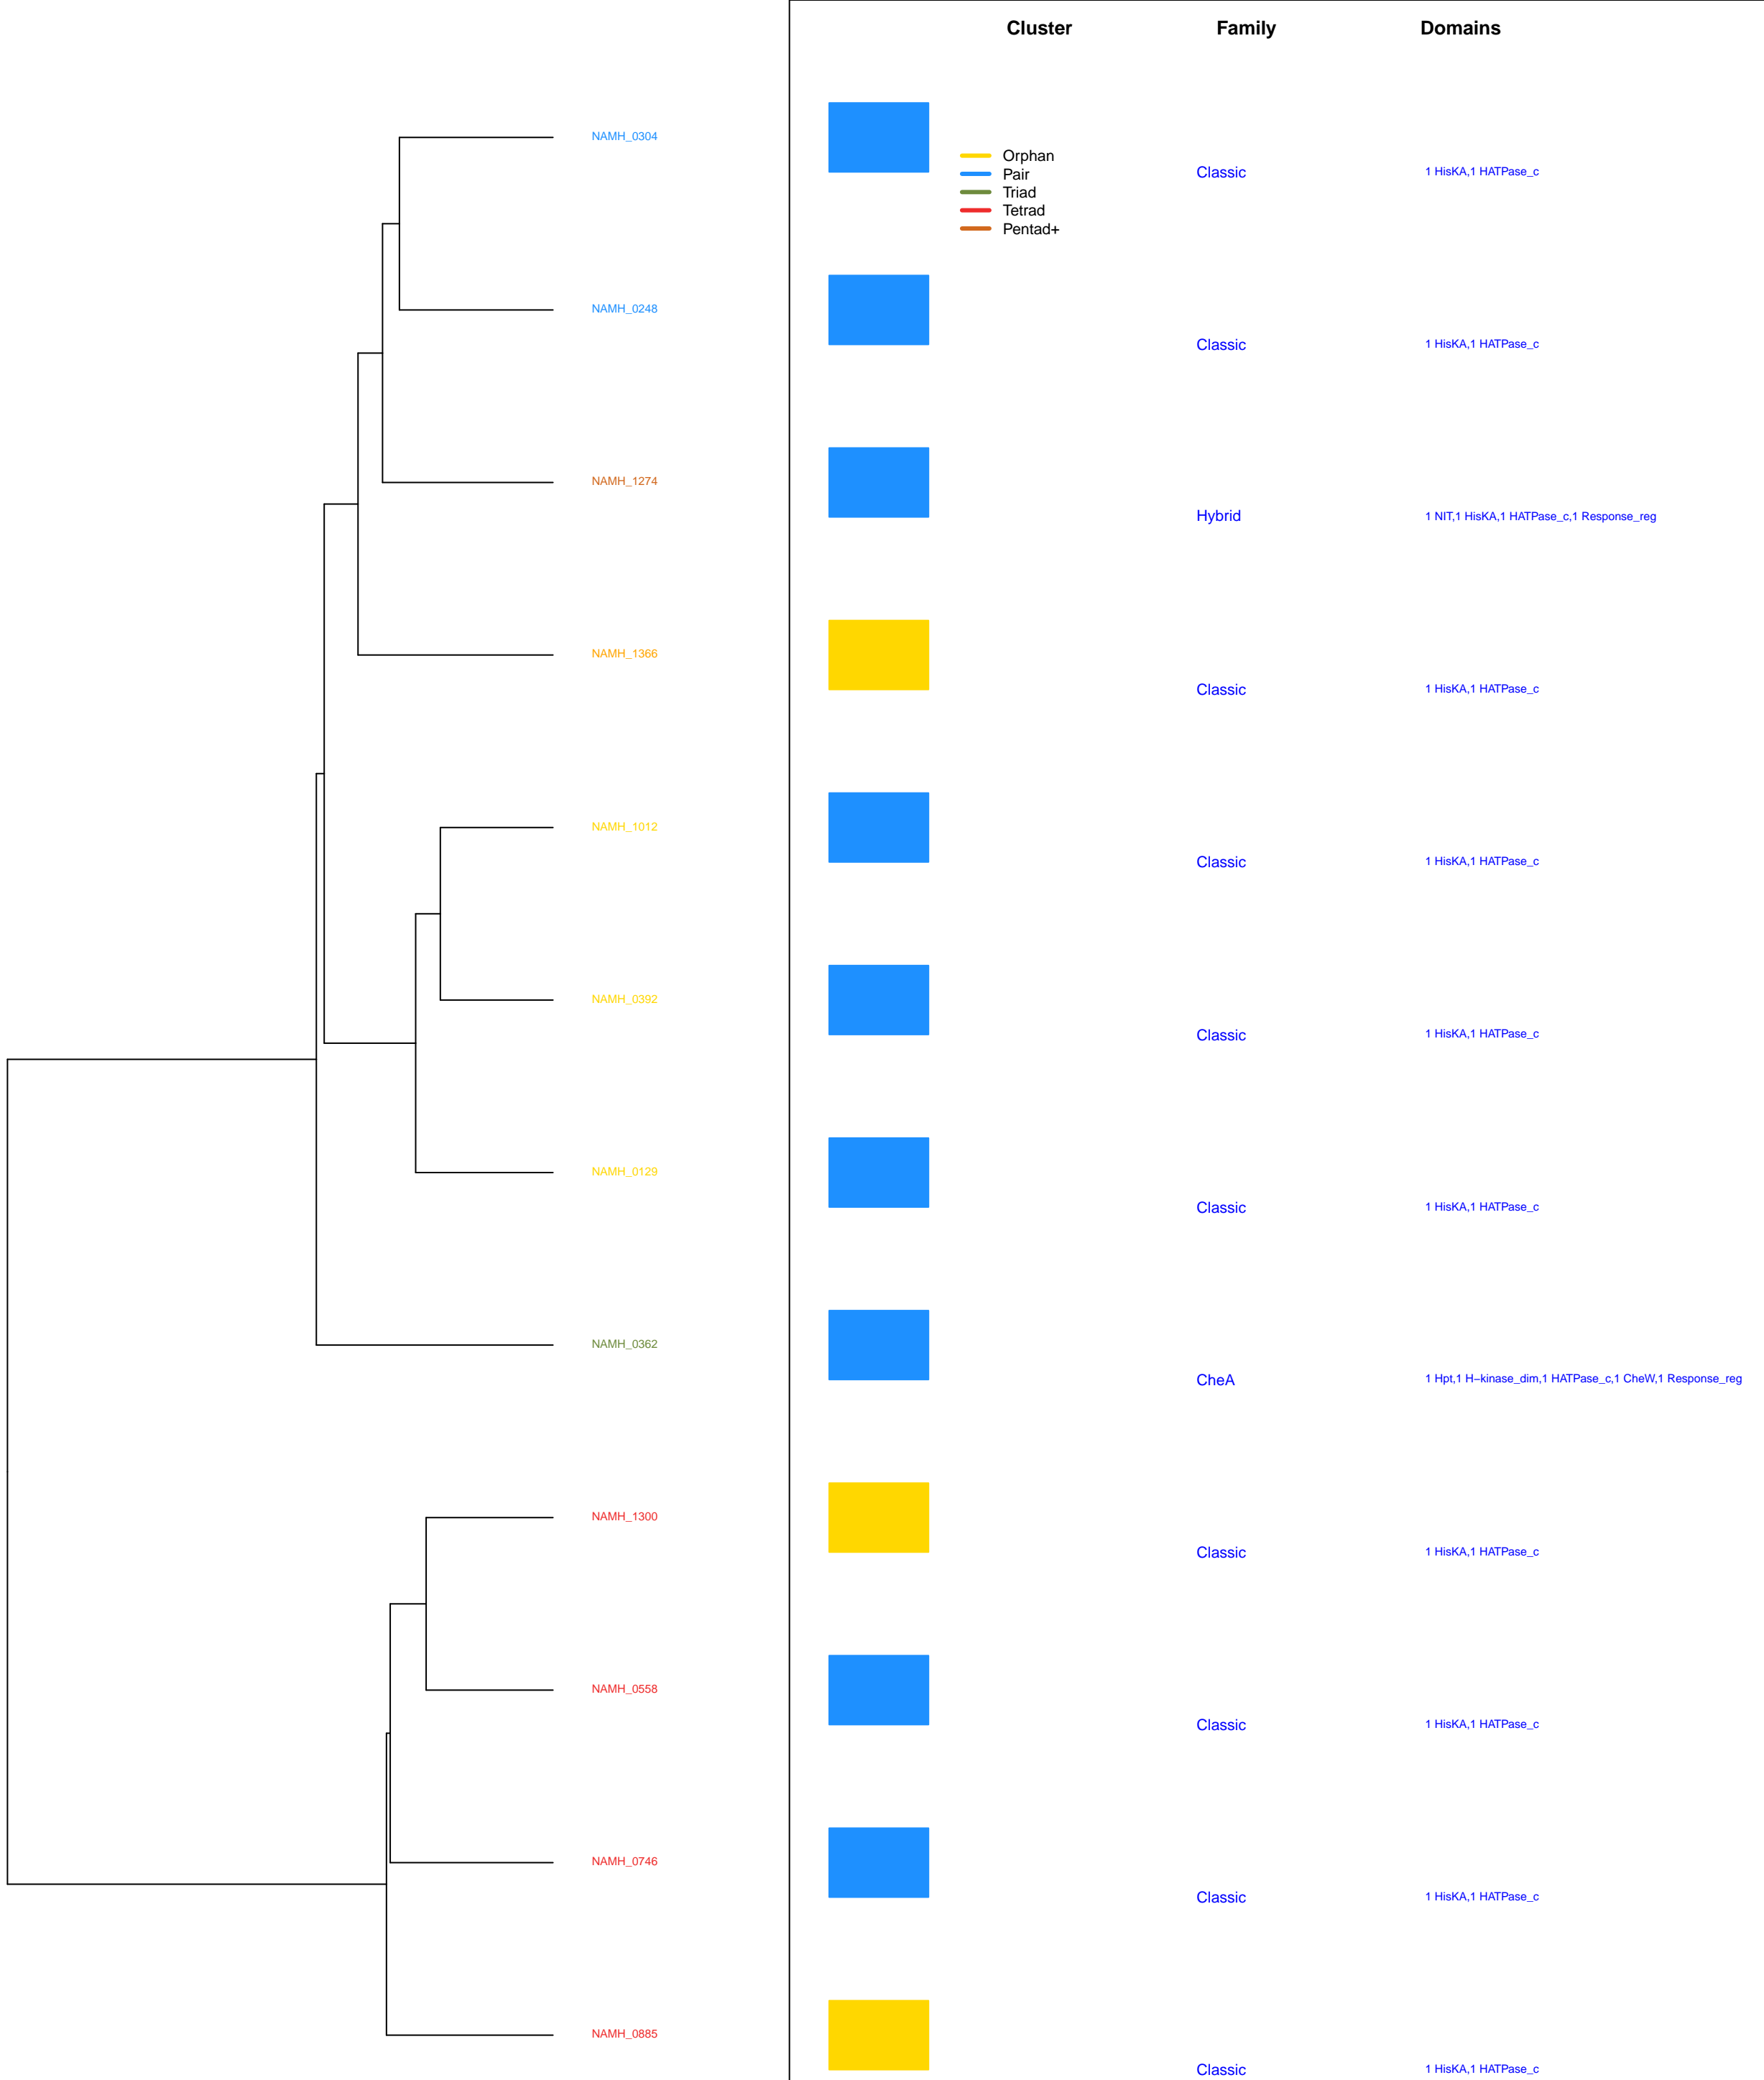 Cluster Family Domains
NAMH_0304
Orphan
Pair
Triad
Tetrad
Pentad+
Classic 1 HisKA,1 HATPase_c
NAMH_0248
Classic 1 HisKA,1 HATPase_c
NAMH_1274
Hybrid 1 NIT,1 HisKA,1 HATPase_c,1 Response_reg
NAMH_1366
Classic 1 HisKA,1 HATPase_c
NAMH_1012
Classic 1 HisKA,1 HATPase_c
NAMH_0392
Classic 1 HisKA,1 HATPase_c
NAMH_0129
Classic 1 HisKA,1 HATPase_c
NAMH_0362
CheA 1 Hpt,1 H−kinase_dim,1 HATPase_c,1 CheW,1 Response_reg
NAMH_1300
Classic 1 HisKA,1 HATPase_c
NAMH_0558
Classic 1 HisKA,1 HATPase_c
NAMH_0746
Classic 1 HisKA,1 HATPase_c
NAMH_0885
Classic 1 HisKA,1 HATPase_c